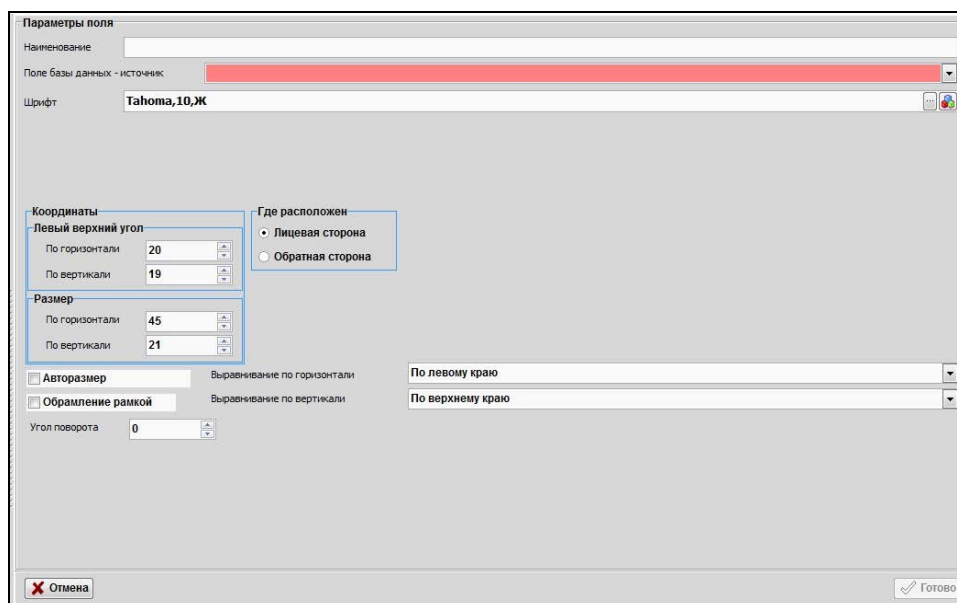 Параметры поля
Наименование
Поле базы данных - источник
Шрифт Tahoma,10,Ж ...
Координаты Где расположен
Левый верхний угол Лицевая сторона
По горизонтали 20 Обратная сторона
По вертикали 19
Размер
По горизонтали 45
По вертикали 21
Авторазмер Выравнивание по горизонтали По левому краю
Обрамление рамкой Выравнивание по вертикали По верхнему краю
Угол поворота 0
Отмена Готово